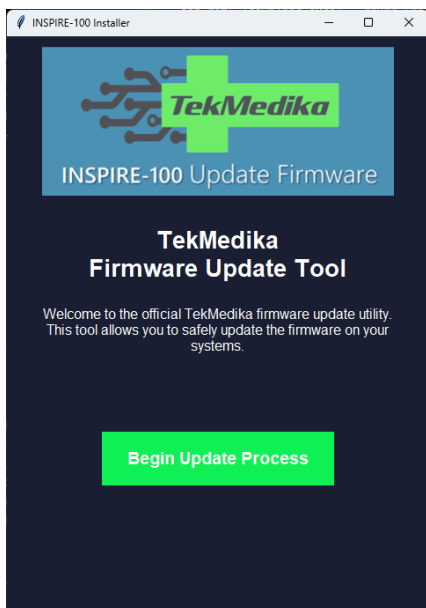 INSPIRE-100 Installer
TekMedika
INSPIRE-100 Update Firmware
TekMedika
Firmware Update Tool
Welcome to the official TekMedika firmware update utility.
This tool allows you to safely update the firmware on your
systems.
Begin Update Process